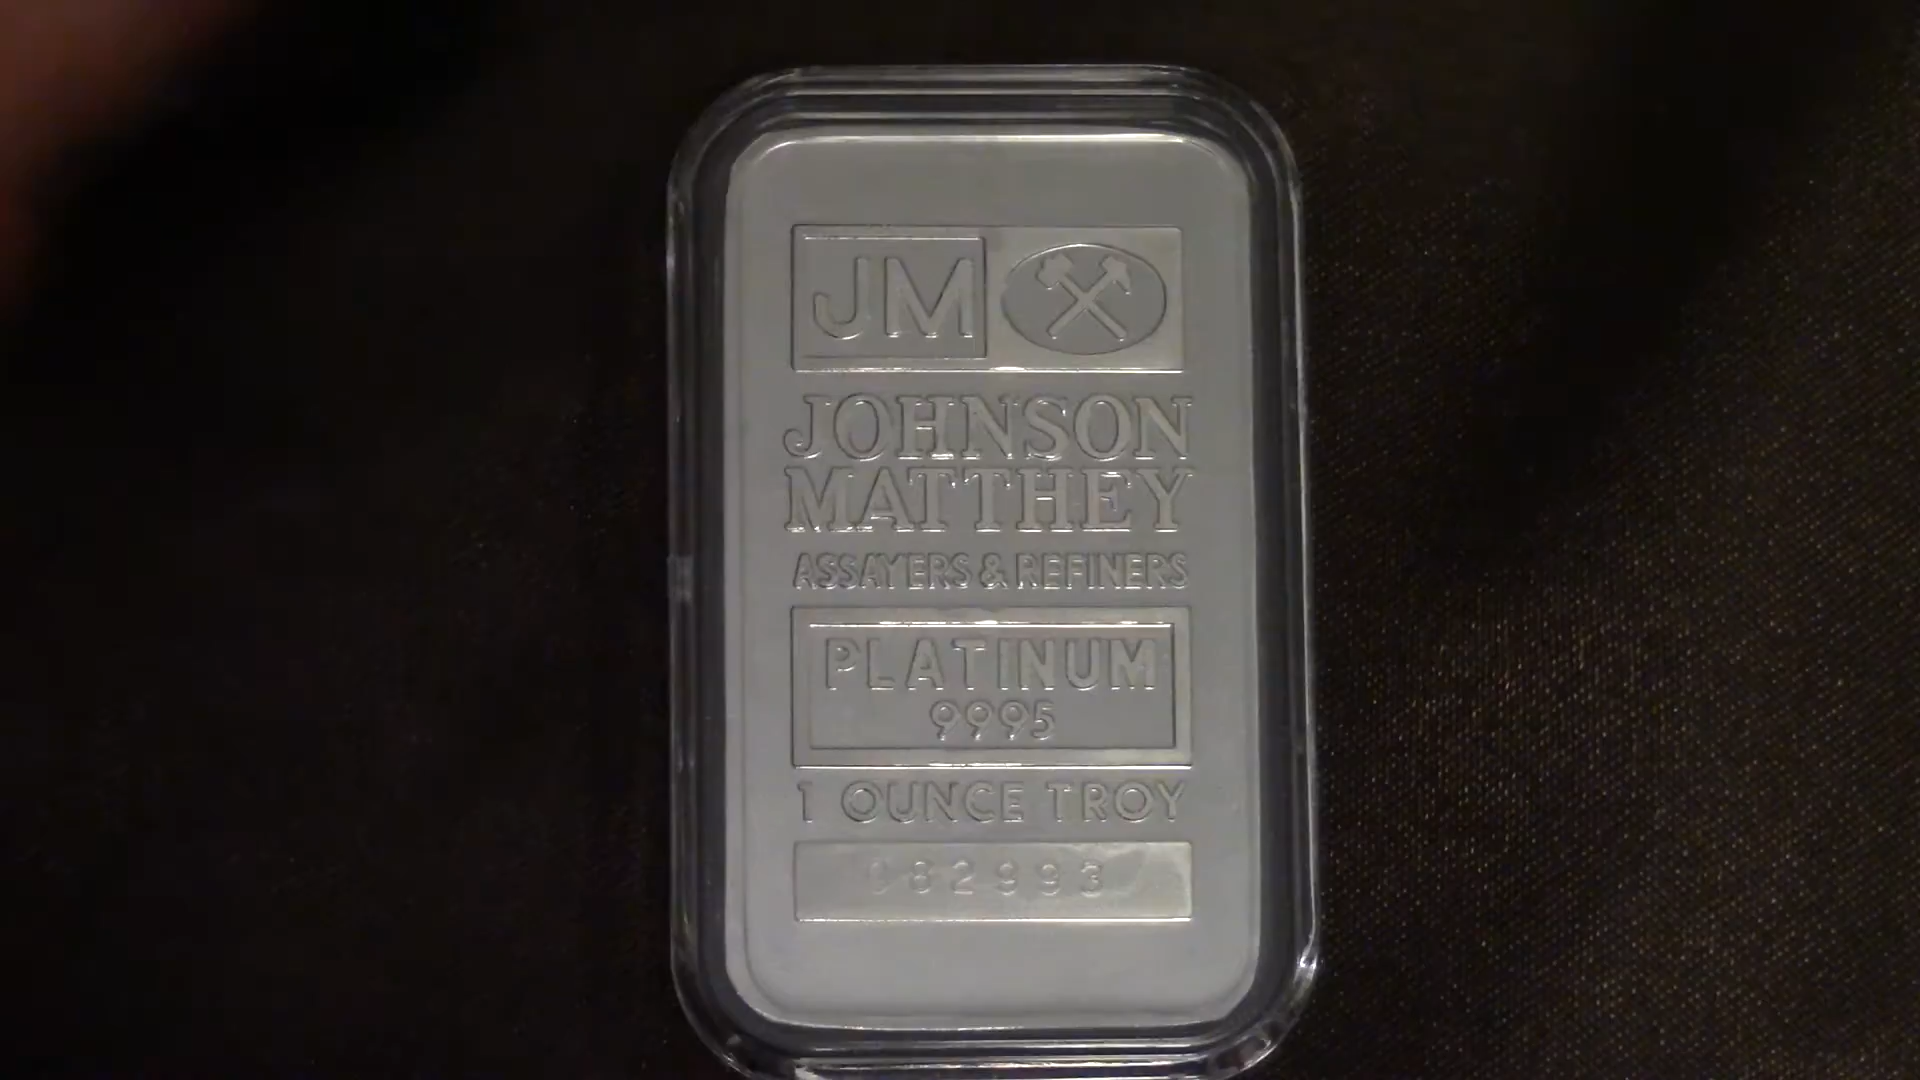 JM
JOHNSON
MATTHEY
ASSAYERS & REFINERS
PLATINUM
9995
1 OUNCE TROY